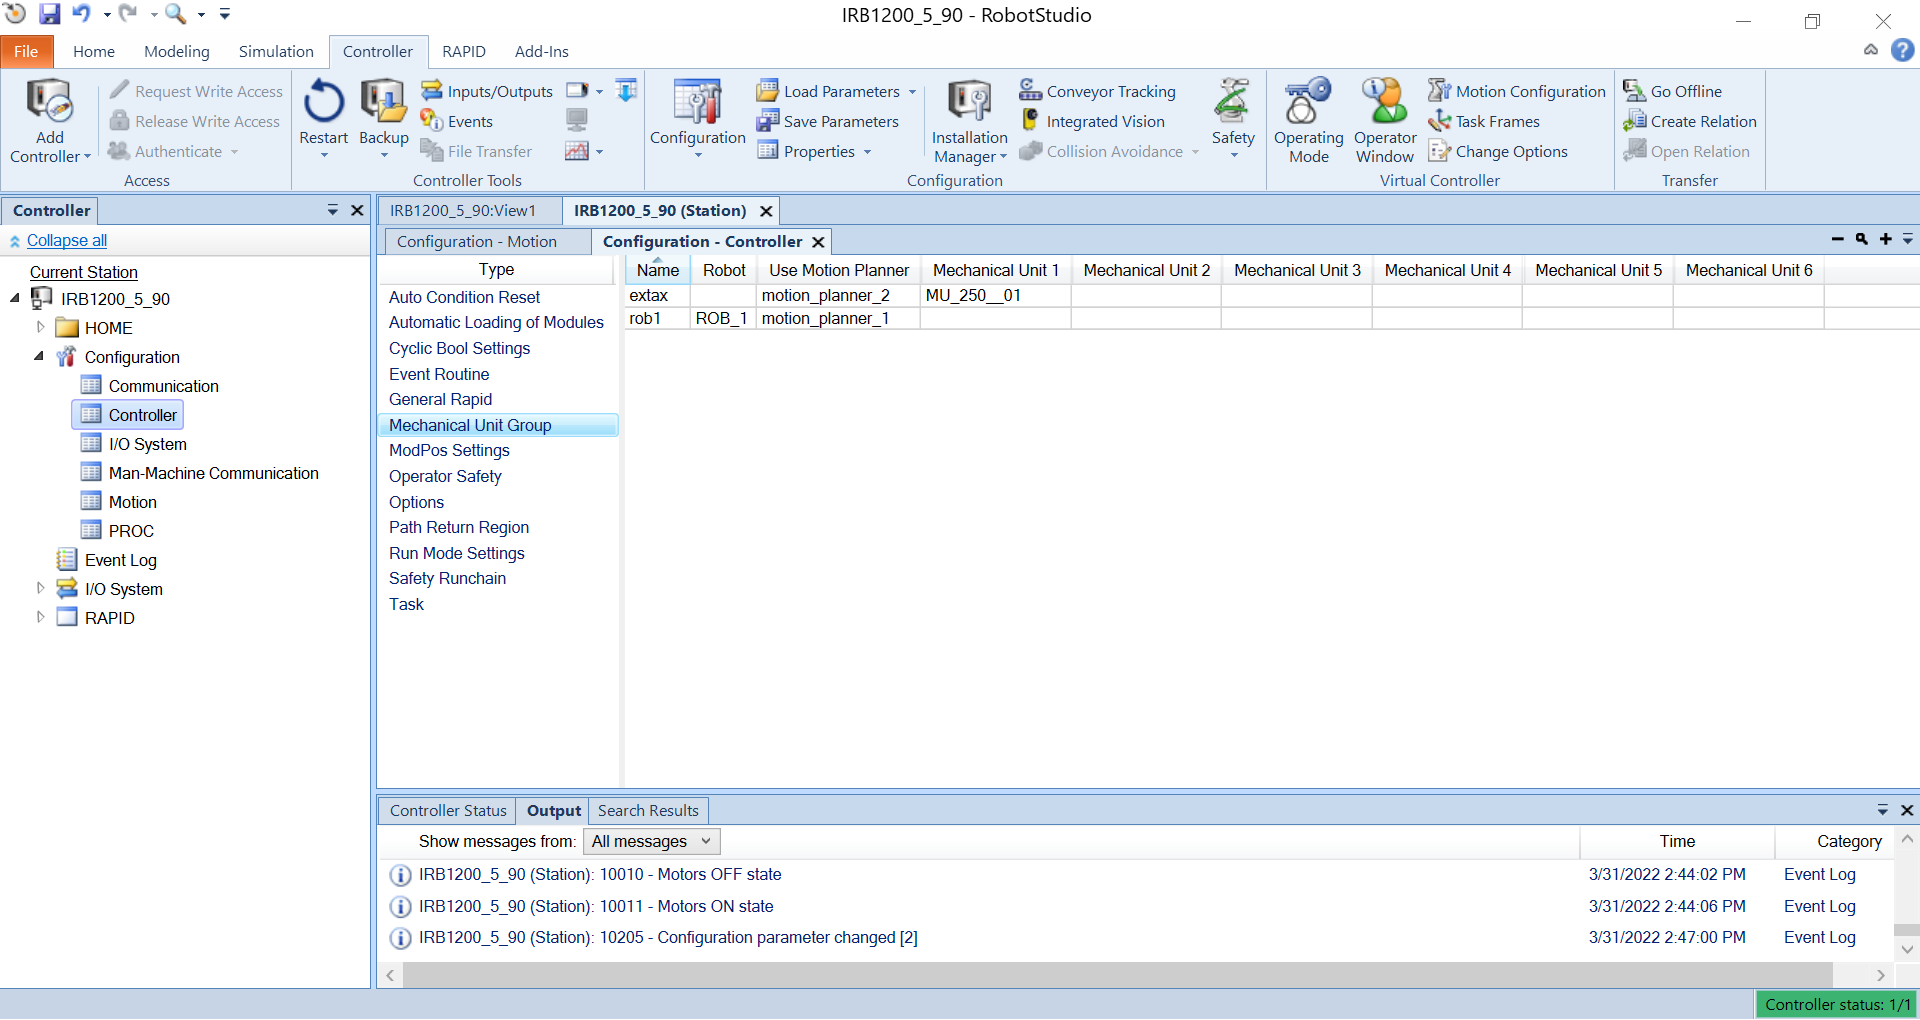 IRB1200_5_90 - RobotStudio
File Home Modeling Simulation Controller RAPID Add-Ins
Add Controller
Request Write Access
Release Write Access
Authenticate
Access
Restart
Backup
Inputs/Outputs
Events
File Transfer
Controller Tools
Configuration
Load Parameters
Save Parameters
Properties
Installation Manager
Conveyor Tracking
Integrated Vision
Collision Avoidance
Safety
Configuration
Operating Mode
Operator Window
Motion Configuration
Task Frames
Change Options
Virtual Controller
Go Offline
Create Relation
Open Relation
Transfer
Controller
Collapse all
Current Station
IRB1200_5_90
HOME
Configuration
Communication
Controller
I/O System
Man-Machine Communication
Motion
PROC
Event Log
I/O System
RAPID
IRB1200_5_90:View1 IRB1200_5_90 (Station)
Configuration - Motion Configuration - Controller
Type
Auto Condition Reset
Automatic Loading of Modules
Cyclic Bool Settings
Event Routine
General Rapid
Mechanical Unit Group
ModPos Settings
Operator Safety
Options
Path Return Region
Run Mode Settings
Safety Runchain
Task
Name Robot Use Motion Planner Mechanical Unit 1 Mechanical Unit 2 Mechanical Unit 3 Mechanical Unit 4 Mechanical Unit 5 Mechanical Unit 6
extax motion_planner_2 MU_250__01
rob1 ROB_1 motion_planner_1
Controller Status Output Search Results
Show messages from: All messages Time Category
IRB1200_5_90 (Station): 10010 - Motors OFF state 3/31/2022 2:44:02 PM Event Log
IRB1200_5_90 (Station): 10011 - Motors ON state 3/31/2022 2:44:06 PM Event Log
IRB1200_5_90 (Station): 10205 - Configuration parameter changed [2] 3/31/2022 2:47:00 PM Event Log
Controller status: 1/1